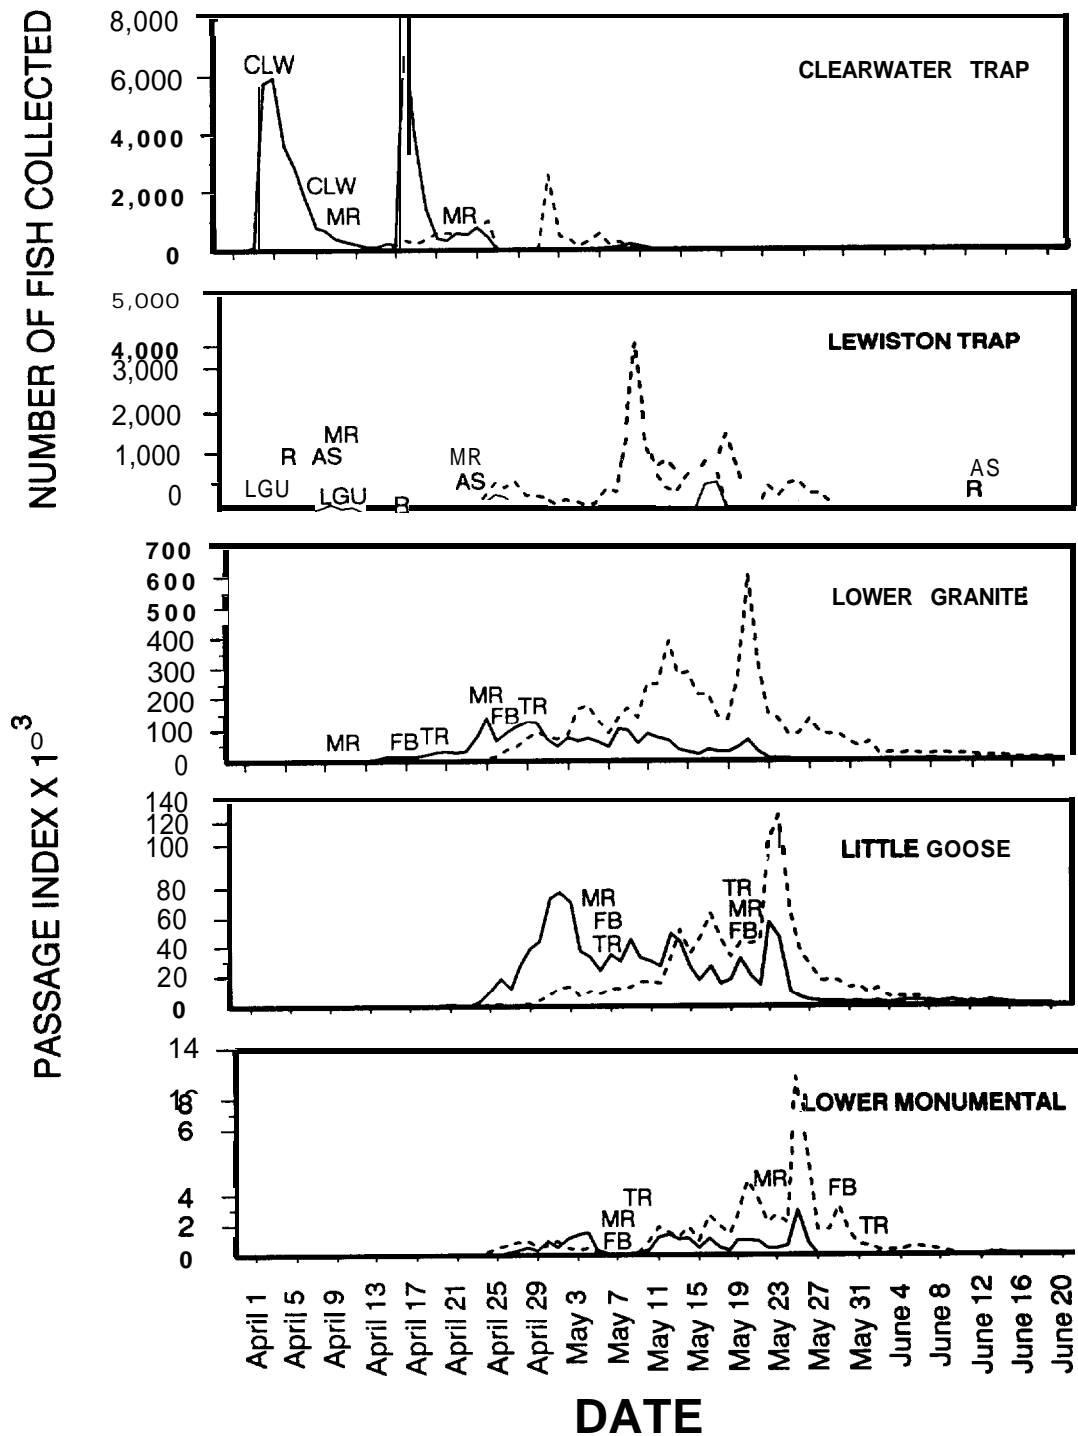 NUMBER OF FISH COLLECTED
PASSAGE INDEX X 10^3
8,000
6,000
4,000
2,000
0
CLEARWATER TRAP
CLW
CLW
MR
MR
5,000
4,000
3,000
2,000
1,000
0
LEWISTON TRAP
MR
R AS
LGU
LGU
R
MR
AS
AS
R
700
600
500
400
300
200
100
0
LOWER GRANITE
MR
FB TR
MR
FB TR
140
120
100
80
60
40
20
0
LITTLE GOOSE
MR
FB
TR
TR
MR
FB
14
8
6
4
2
0
LOWER MONUMENTAL
TR
MR
FB
MR
FB
TR
April 1
April 5
April 9
April 13
April 17
April 21
April 25
April 29
May 3
May 7
May 11
May 15
May 19
May 23
May 27
May 31
June 4
June 8
June 12
June 16
June 20
DATE